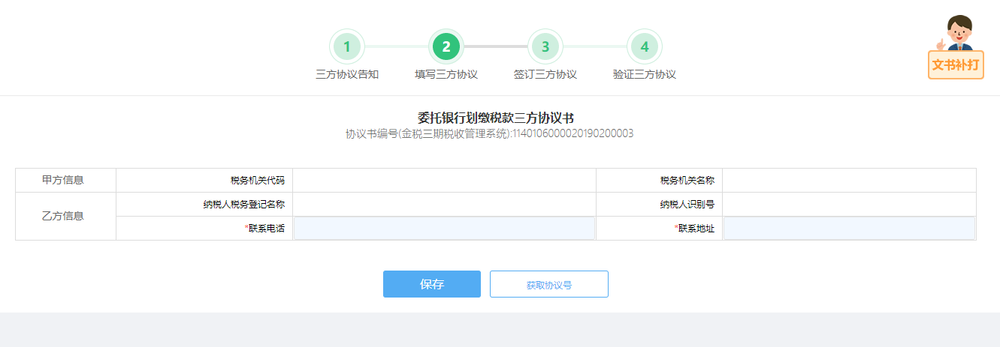 1
2
3
4
三方协议告知
填写三方协议
签订三方协议
验证三方协议
文书补打
委托银行划缴税款三方协议书
协议书编号(金税三期税收管理系统):1140106000020190200003
甲方信息
税务机关代码
税务机关名称
乙方信息
纳税人税务登记名称
纳税人识别号
*联系电话
*联系地址
保存
获取协议号